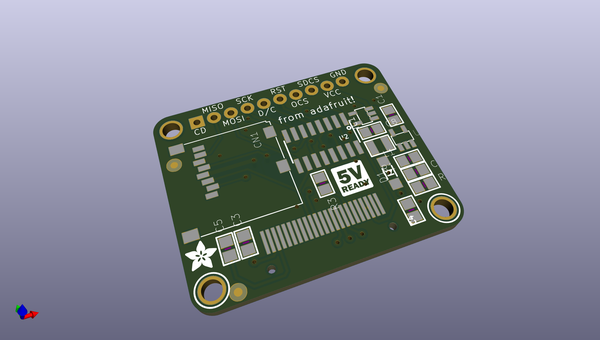 GND
SDCS
VCC
RST
OCS
SCK
D/C
MISO
MOSI
CD
from adafruit!
CN1
5V
READY